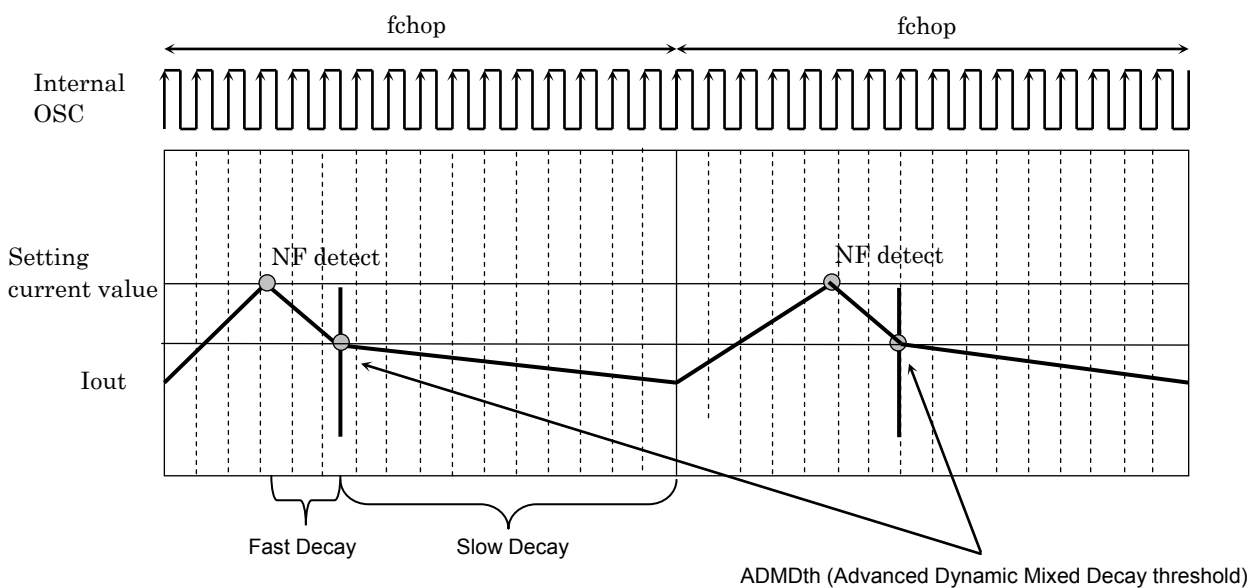 fchop
fchop
Internal
OSC
NF detect
NF detect
Setting
current value
Iout
Fast Decay
Slow Decay
ADMDth (Advanced Dynamic Mixed Decay threshold)